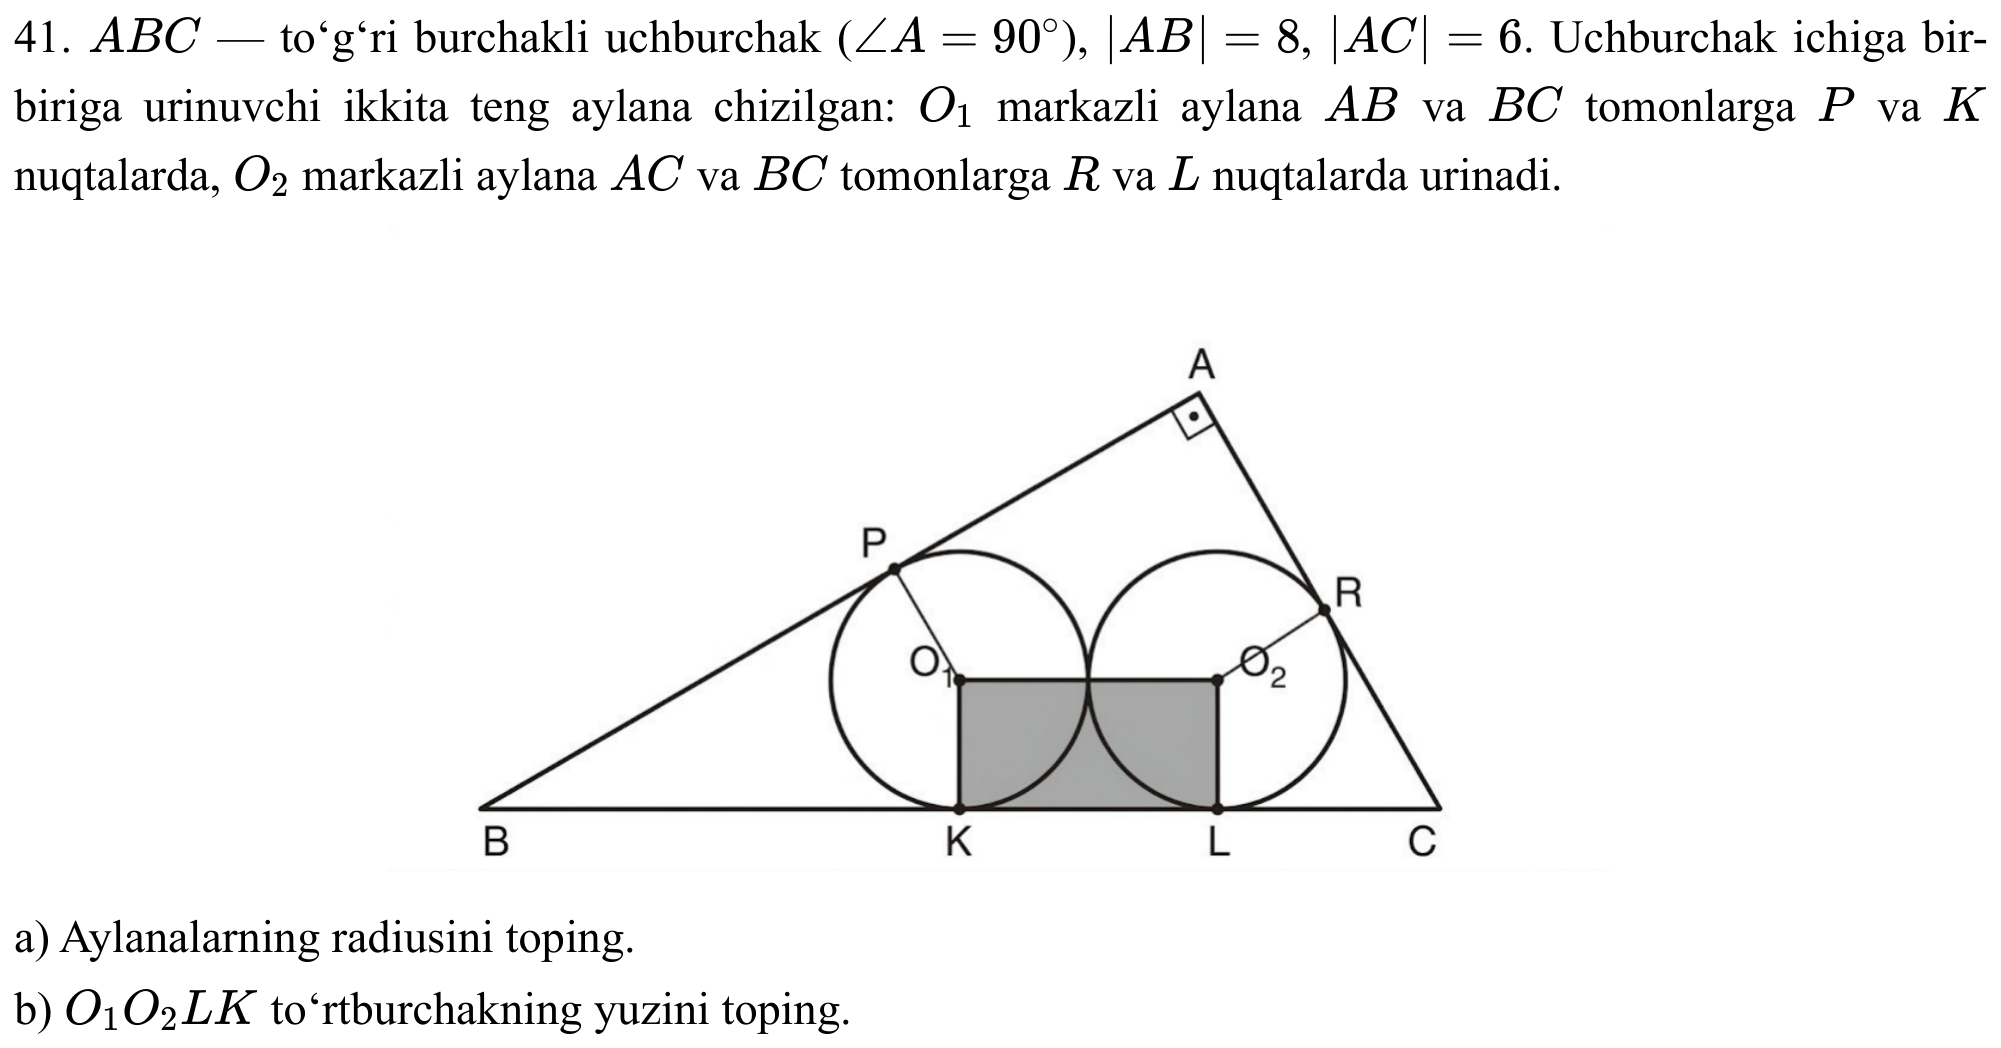 41. ABC — to‘g‘ri burchakli uchburchak (∠A = 90°), |AB| = 8, |AC| = 6. Uchburchak ichiga bir-
biriga urinuvchi ikkita teng aylana chizilgan: O₁ markazli aylana AB va BC tomonlarga P va K
nuqtalarda, O₂ markazli aylana AC va BC tomonlarga R va L nuqtalarda urinadi.
A
P
R
O₁
O₂
B
K
L
C
a) Aylanalarning radiusini toping.
b) O₁O₂LK to‘rtburchakning yuzini toping.